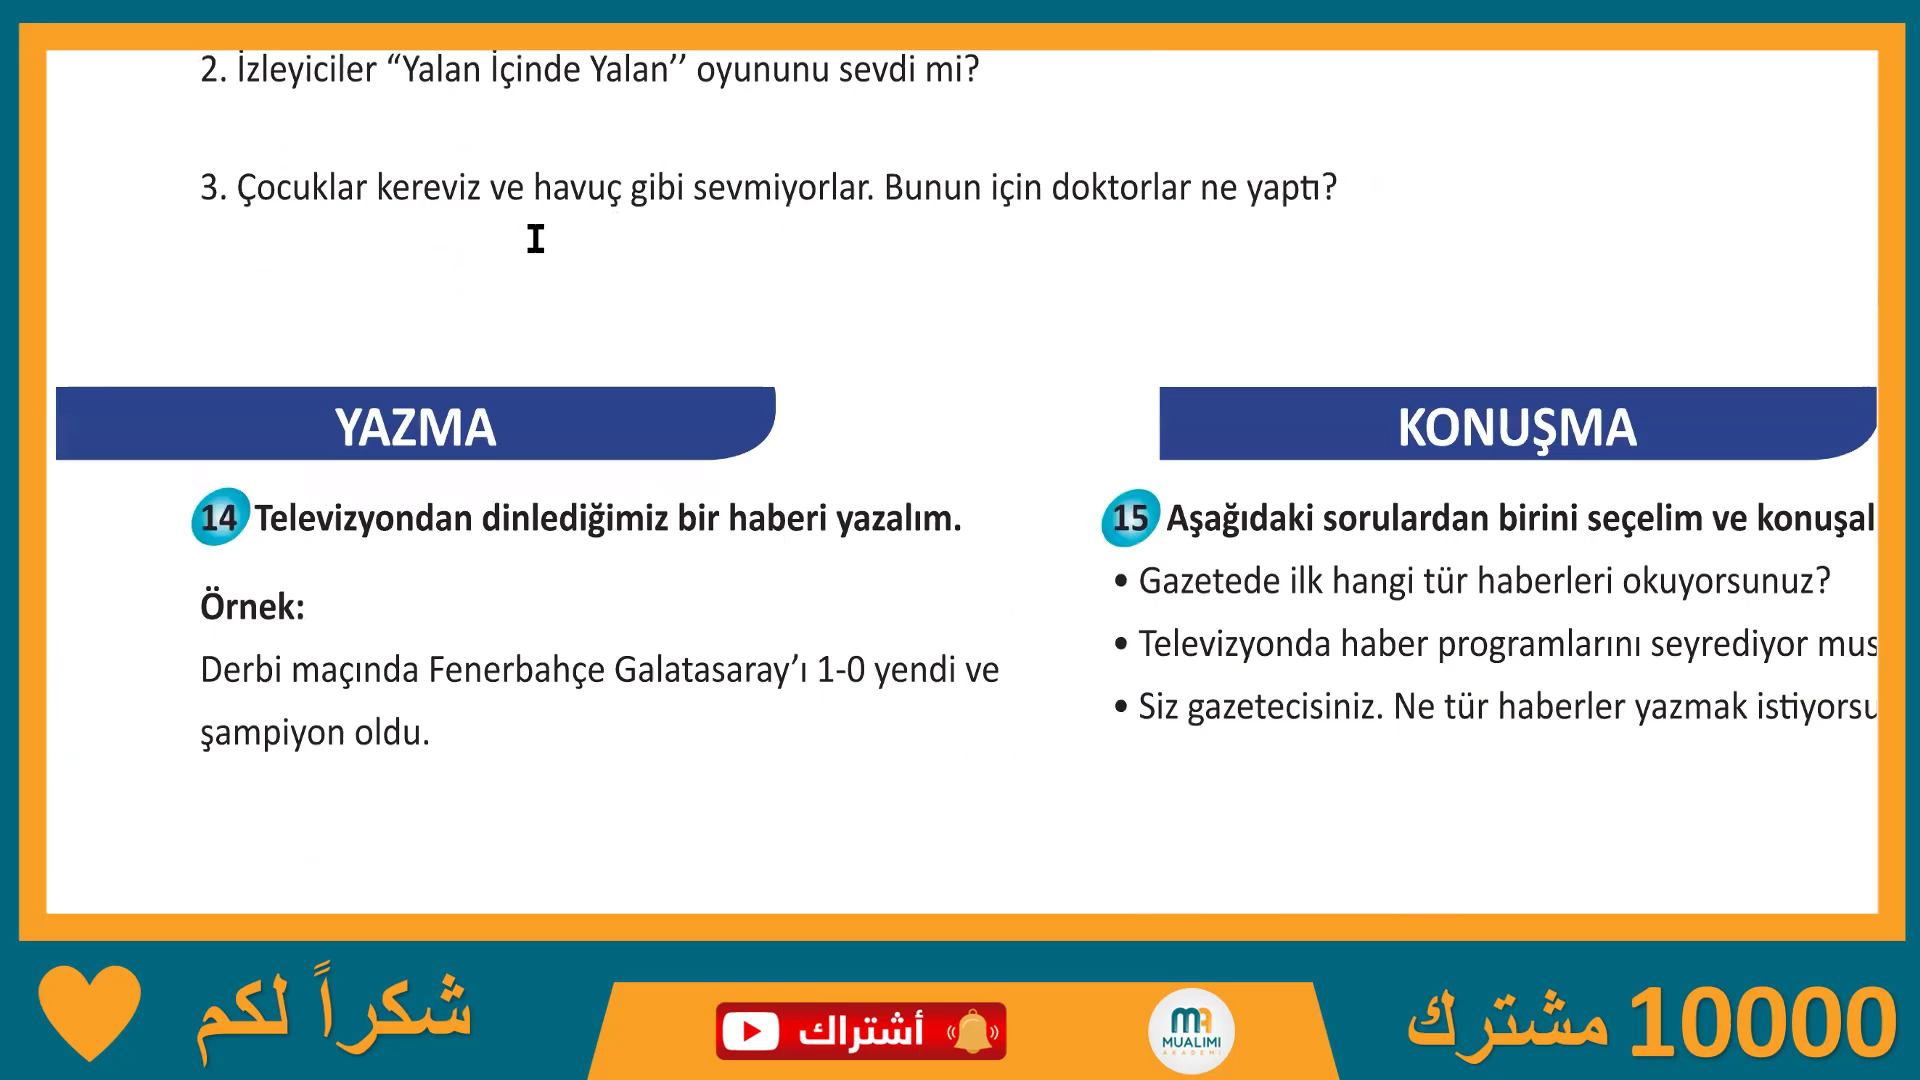 2. İzleyiciler “Yalan İçinde Yalan’’ oyununu sevdi mi?
3. Çocuklar kereviz ve havuç gibi sevmiyorlar. Bunun için doktorlar ne yaptı?
YAZMA
14 Televizyondan dinlediğimiz bir haberi yazalım.
Örnek:
Derbi maçında Fenerbahçe Galatasaray’ı 1-0 yendi ve
şampiyon oldu.
KONUŞMA
15 Aşağıdaki sorulardan birini seçelim ve konuşal
• Gazetede ilk hangi tür haberleri okuyorsunuz?
• Televizyonda haber programlarını seyrediyor mus
• Siz gazetecisiniz. Ne tür haberler yazmak istiyorsu
شكراً لكم
أشتراك
MUALIMI
AKADEMI
10000 مشترك